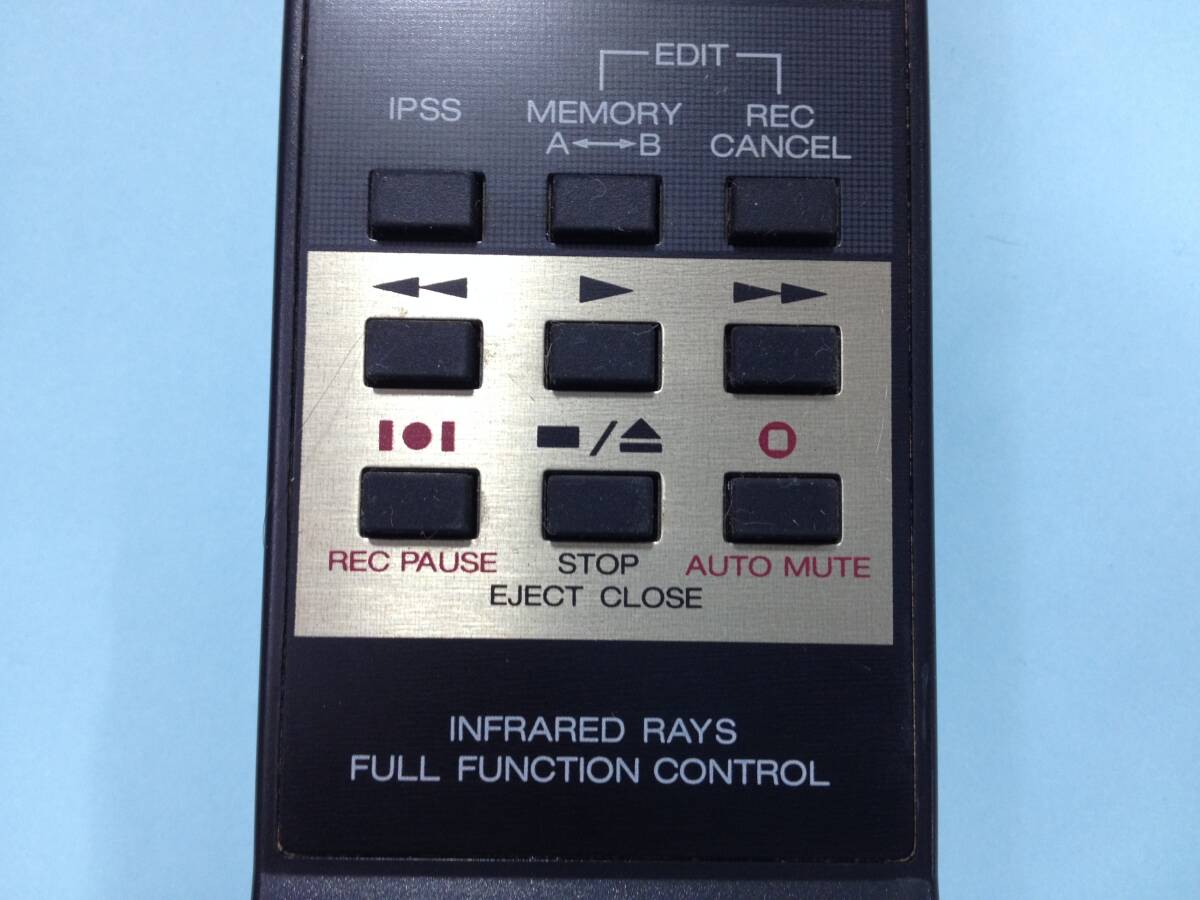 EDIT
IPSS
MEMORY
A↔B
REC
CANCEL
REC PAUSE
STOP
EJECT CLOSE
AUTO MUTE
INFRARED RAYS
FULL FUNCTION CONTROL